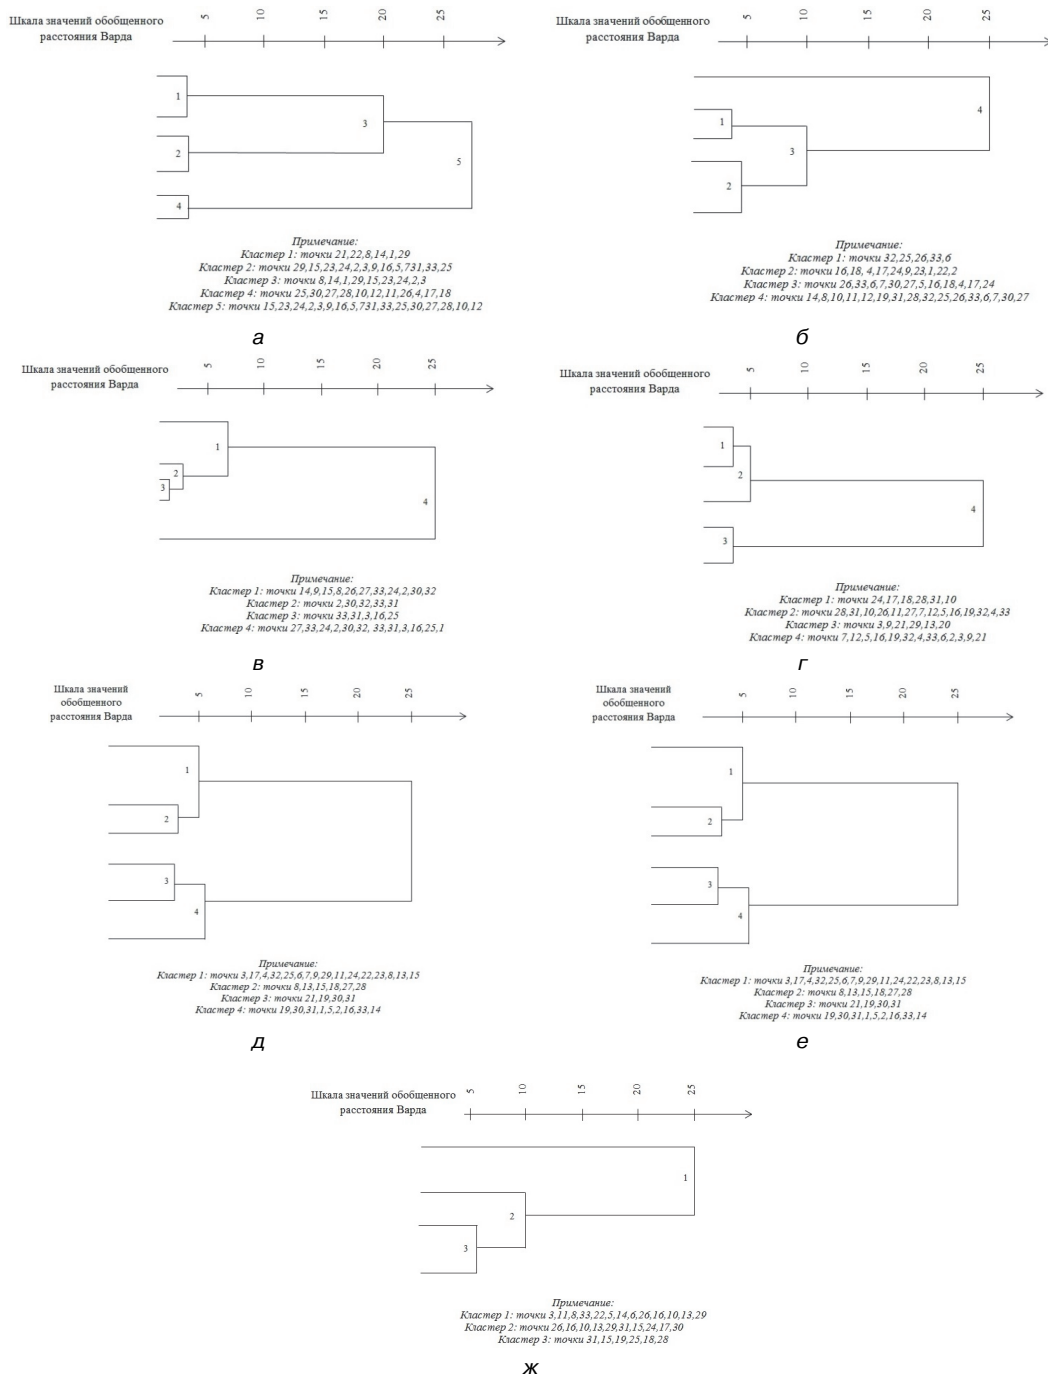 Шкала значений обобщенного
расстояния Варда
5
10
15
20
25
1
2
3
4
5
Примечание:
Кластер 1: точки 21,22,8,14,1,29
Кластер 2: точки 29,15,23,24,2,3,9,16,5,731,33,25
Кластер 3: точки 8,14,1,29,15,23,24,2,3
Кластер 4: точки 25,30,27,28,10,12,11,26,4,17,18
Кластер 5: точки 15,23,24,2,3,9,16,5,731,33,25,30,27,28,10,12
а
Шкала значений обобщенного
расстояния Варда
5
10
15
20
25
4
1
3
2
Примечание:
Кластер 1: точки 32,25,26,33,6
Кластер 2: точки 16,18, 4,17,24,9,23,1,22,2
Кластер 3: точки 26,33,6,7,30,27,5,16,18,4,17,24
Кластер 4: точки 14,8,10,11,12,19,31,28,32,25,26,33,6,7,30,27
б
Шкала значений обобщенного
расстояния Варда
5
10
15
20
25
1
2
3
4
Примечание:
Кластер 1: точки 14,9,15,8,26,27,33,24,2,30,32
Кластер 2: точки 2,30,32,33,31
Кластер 3: точки 33,31,3,16,25
Кластер 4: точки 27,33,24,2,30,32, 33,31,3,16,25,1
в
Шкала значений обобщенного
расстояния Варда
5
10
15
20
25
1
2
4
3
Примечание:
Кластер 1: точки 24,17,18,28,31,10
Кластер 2: точки 28,31,10,26,11,27,7,12,5,16,19,32,4,33
Кластер 3: точки 3,9,21,29,13,20
Кластер 4: точки 7,12,5,16,19,32,4,33,6,2,3,9,21
г
Шкала значений
обобщенного
расстояния Варда
5
10
15
20
25
1
2
3
4
Примечание:
Кластер 1: точки 3,17,4,32,25,6,7,9,29,11,24,22,23,8,13,15
Кластер 2: точки 8,13,15,18,27,28
Кластер 3: точки 21,19,30,31
Кластер 4: точки 19,30,31,1,5,2,16,33,14
д
Шкала значений
обобщенного
расстояния Варда
5
10
15
20
25
1
2
3
4
Примечание:
Кластер 1: точки 3,17,4,32,25,6,7,9,29,11,24,22,23,8,13,15
Кластер 2: точки 8,13,15,18,27,28
Кластер 3: точки 21,19,30,31
Кластер 4: точки 19,30,31,1,5,2,16,33,14
е
Шкала значений обобщенного
расстояния Варда
5
10
15
20
25
1
2
3
Примечание:
Кластер 1: точки 3,11,8,33,22,5,14,6,26,16,10,13,29
Кластер 2: точки 26,16,10,13,29,31,15,24,17,30
Кластер 3: точки 31,15,19,25,18,28
ж